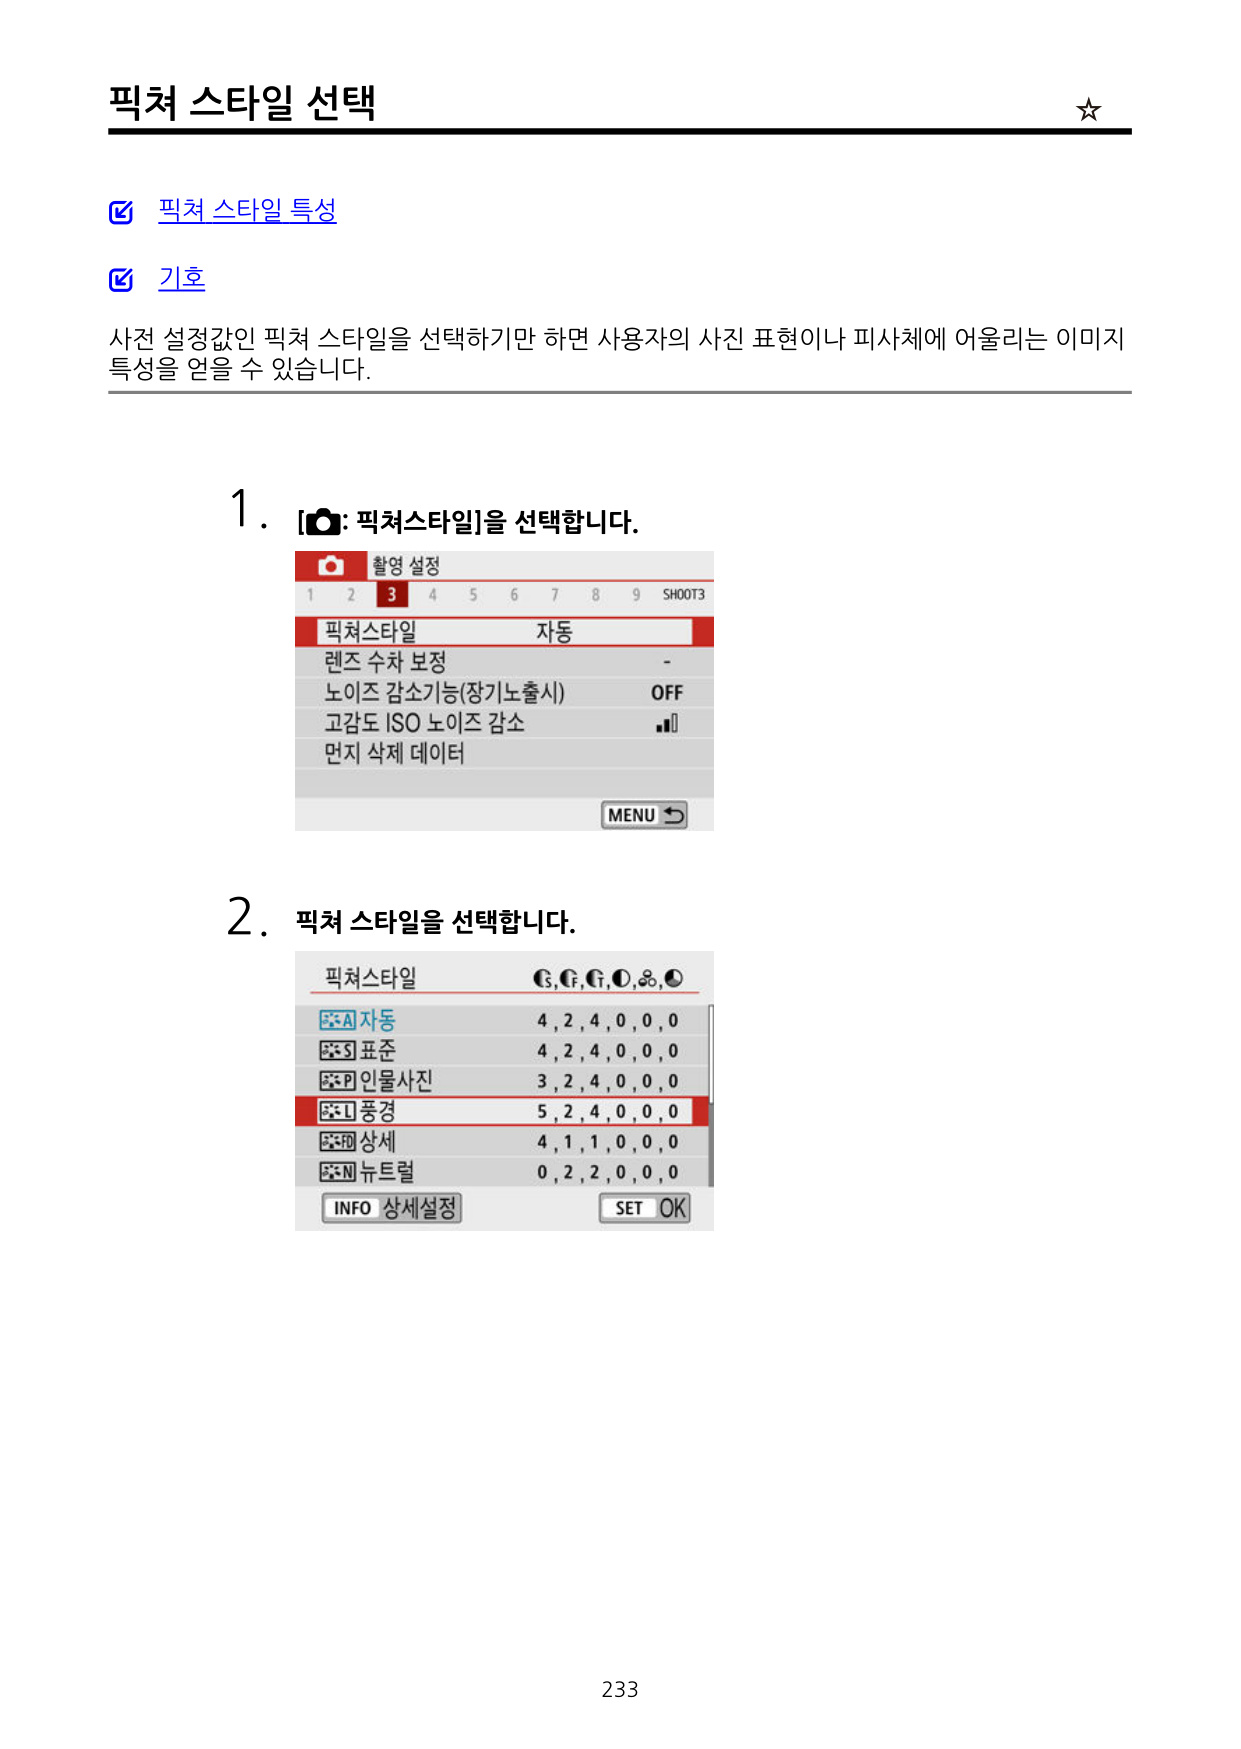 픽쳐 스타일 선택 ☆
픽쳐 스타일 특성
기호
사전 설정값인 픽쳐 스타일을 선택하기만 하면 사용자의 사진 표현이나 피사체에 어울리는 이미지
특성을 얻을 수 있습니다.
1. [: 픽쳐스타일]을 선택합니다.
촬영 설정
1 2 3 4 5 6 7 8 9 SHOOT3
픽쳐스타일 자동
렌즈 수차 보정 -
노이즈 감소기능(장기노출시) OFF
고감도 ISO 노이즈 감소
먼지 삭제 데이터
MENU
2. 픽쳐 스타일을 선택합니다.
픽쳐스타일 S, F, T, , ,
A 자동 4 , 2 , 4 , 0 , 0 , 0
S 표준 4 , 2 , 4 , 0 , 0 , 0
P 인물사진 3 , 2 , 4 , 0 , 0 , 0
L 풍경 5 , 2 , 4 , 0 , 0 , 0
FD 상세 4 , 1 , 1 , 0 , 0 , 0
N 뉴트럴 0 , 2 , 2 , 0 , 0 , 0
INFO 상세설정 SET OK
233